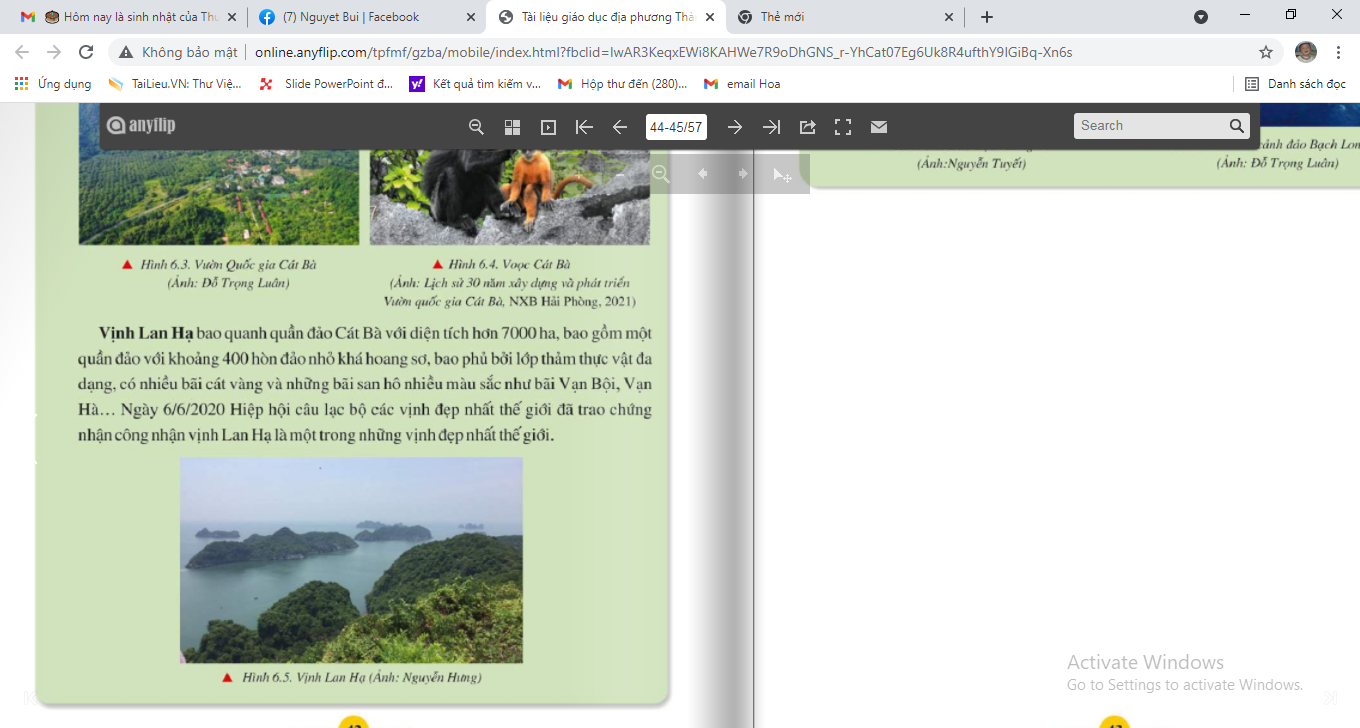 Hôm nay là sinh nhật của Thu
(7) Nguyet Bui | Facebook
Tài liệu giáo dục địa phương Thà
Thẻ mới
Không bảo mật
online.anyflip.com/tpfmf/gzba/mobile/index.html?fbclid=IwAR3KeqxEWi8KAHWe7R9oDhGNS_r-YhCat07Eg6Uk8R4ufthY9IGiBq-Xn6s
Ứng dụng
TaiLieu.VN: Thư Việ...
Slide PowerPoint đ...
Kết quả tìm kiếm v...
Hộp thư đến (280)...
email Hoa
Danh sách đọc
anyflip
44-45/57
Search
▲ Hình 6.3. Vườn Quốc gia Cát Bà
(Ảnh: Đỗ Trọng Luân)
▲ Hình 6.4. Voọc Cát Bà
(Ảnh: Lịch sử 30 năm xây dựng và phát triển
Vườn quốc gia Cát Bà, NXB Hải Phòng, 2021)
Vịnh Lan Hạ bao quanh quần đảo Cát Bà với diện tích hơn 7000 ha, bao gồm một
quần đảo với khoảng 400 hòn đảo nhỏ khá hoang sơ, bao phủ bởi lớp thảm thực vật đa
dạng, có nhiều bãi cát vàng và những bãi san hô nhiều màu sắc như bãi Vạn Bội, Vạn
Hà... Ngày 6/6/2020 Hiệp hội câu lạc bộ các vịnh đẹp nhất thế giới đã trao chứng
nhận công nhận vịnh Lan Hạ là một trong những vịnh đẹp nhất thế giới.
▲ Hình 6.5. Vịnh Lan Hạ (Ảnh: Nguyễn Hưng)
(Ảnh:Nguyễn Tuyết)
cảnh đảo Bạch Lon
(Ảnh: Đỗ Trọng Luân)
Activate Windows
Go to Settings to activate Windows.